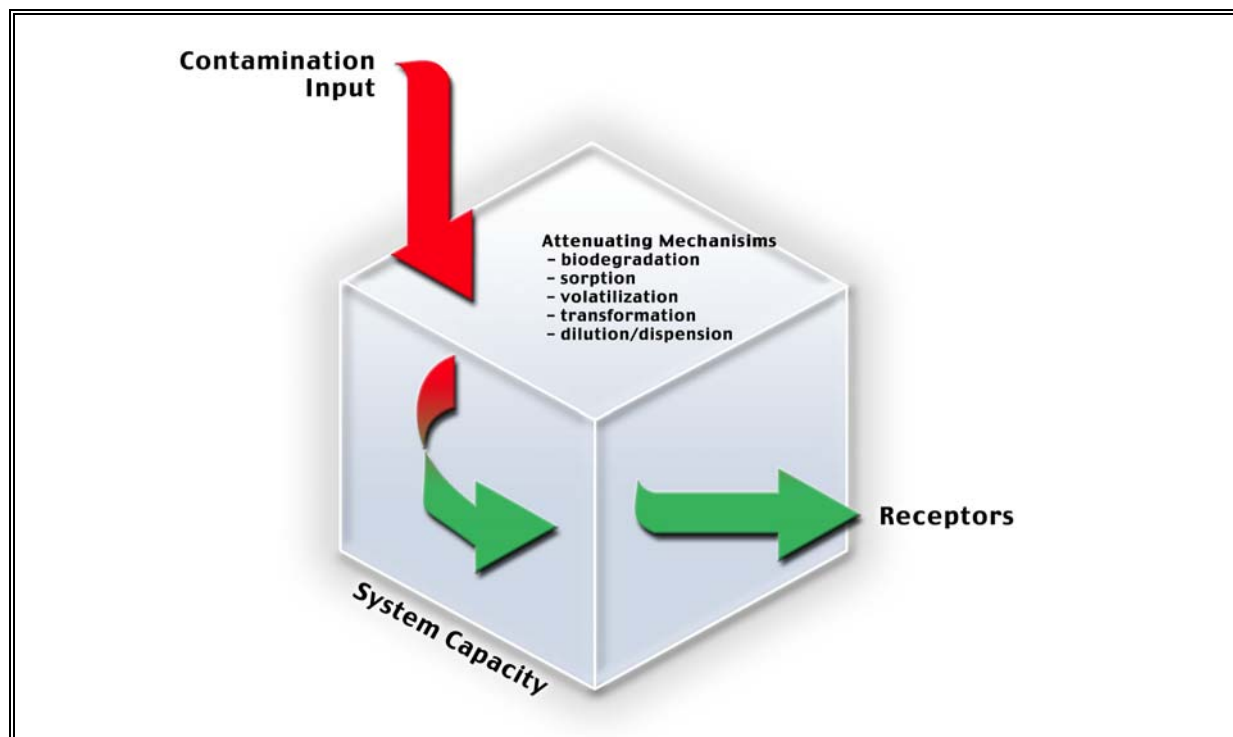 Contamination
Input
Attenuating Mechanisims
- biodegradation
- sorption
- volatilization
- transformation
- dilution/dispension
Receptors
System Capacity